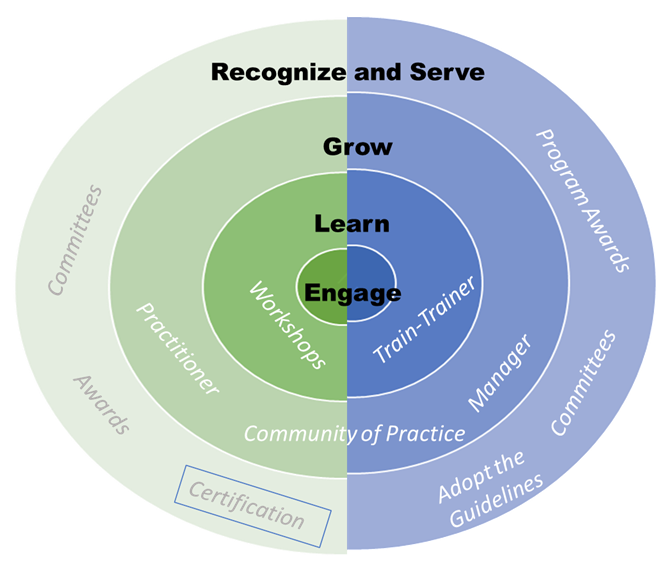 Recognize and Serve
Grow
Learn
Engage
Committees
Awards
Certification
Practitioner
Workshops
Train-Trainer
Manager
Community of Practice
Program Awards
Committees
Adopt the
Guidelines